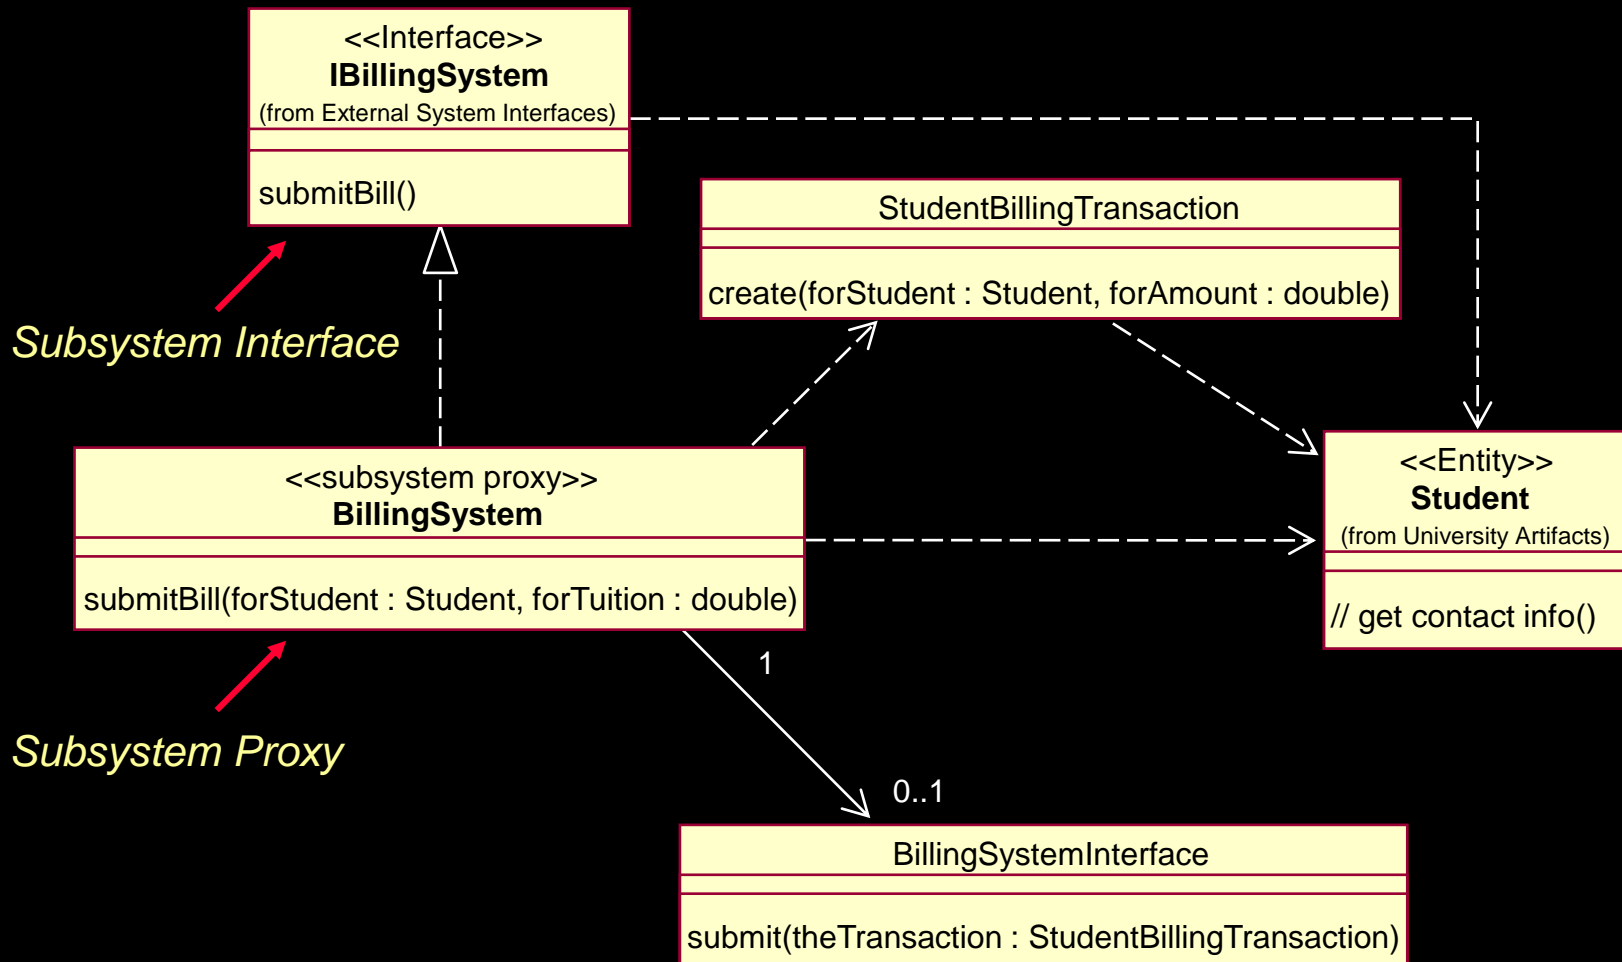 <<Interface>>
IBillingSystem
(from External System Interfaces)
submitBill()
StudentBillingTransaction
create(forStudent : Student, forAmount : double)
Subsystem Interface
<<subsystem proxy>>
BillingSystem
submitBill(forStudent : Student, forTuition : double)
<<Entity>>
Student
(from University Artifacts)
// get contact info()
1
Subsystem Proxy
0..1
BillingSystemInterface
submit(theTransaction : StudentBillingTransaction)